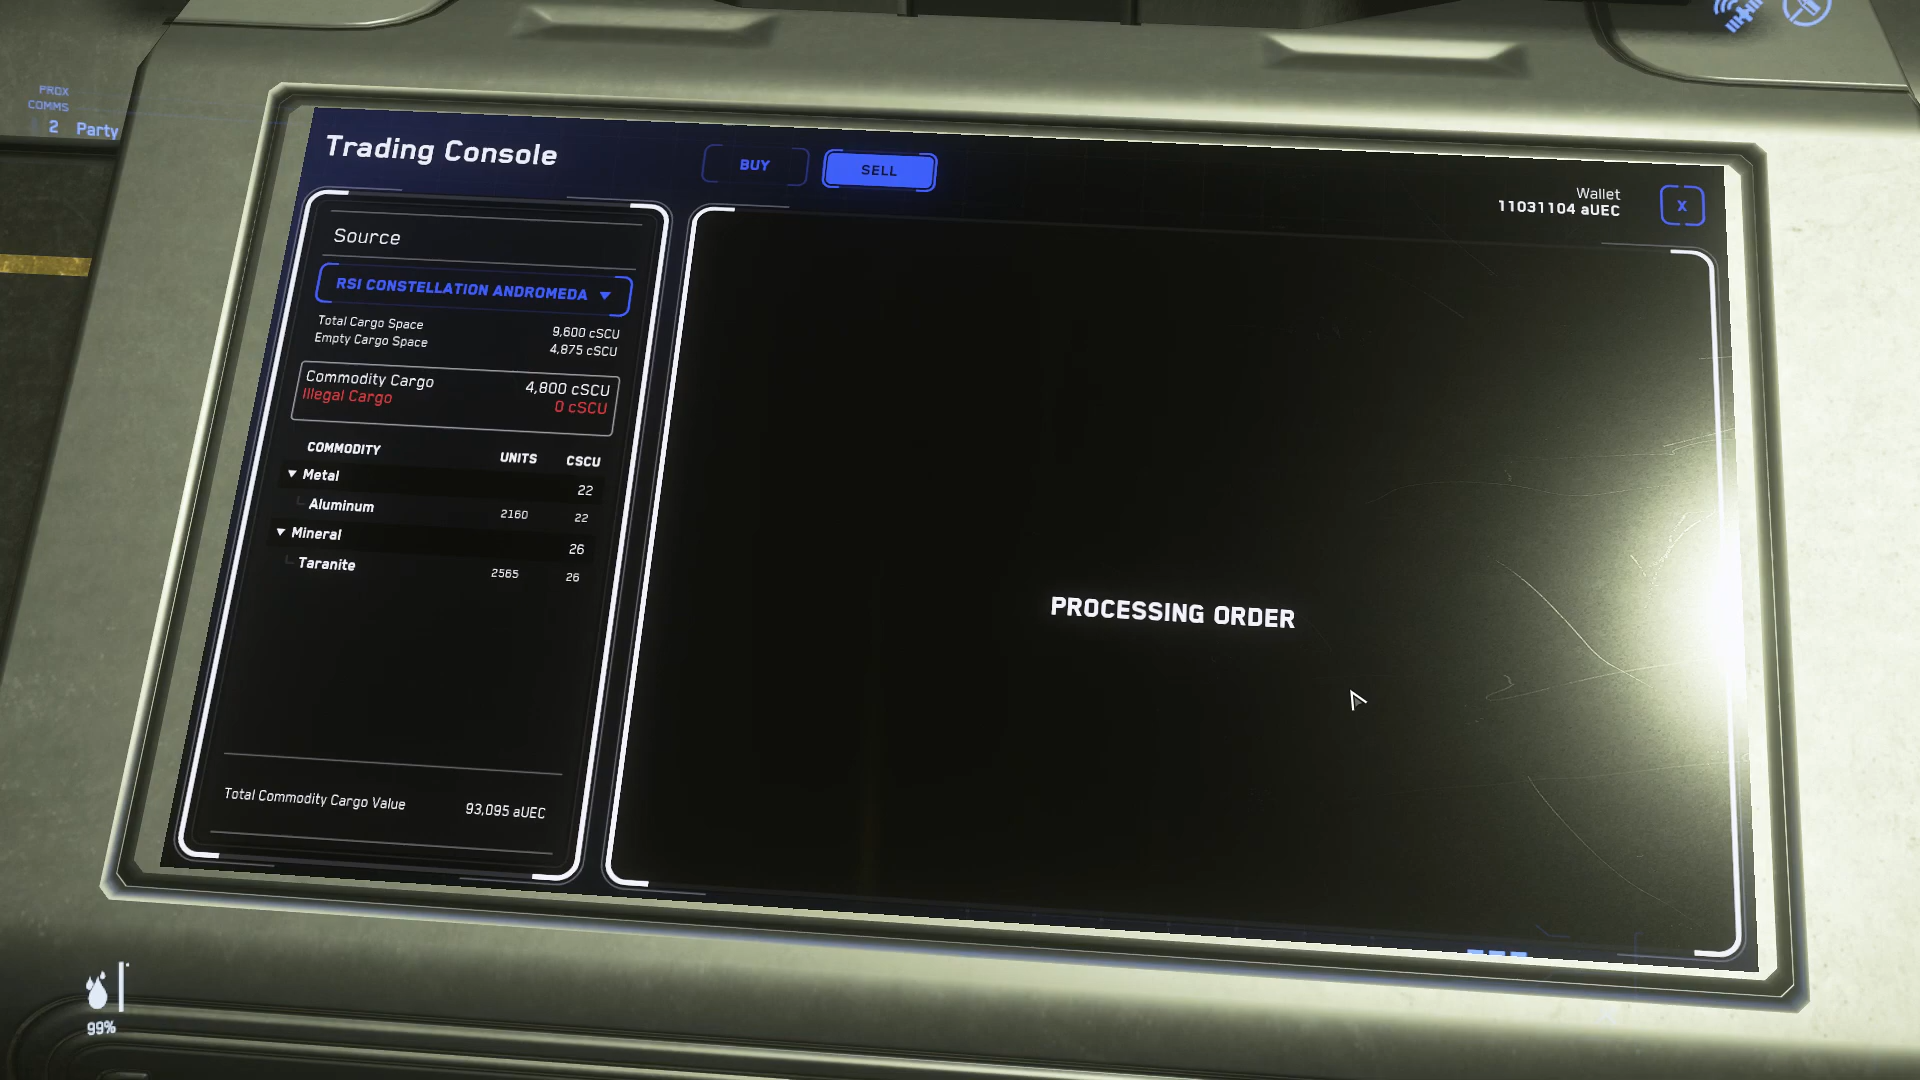 PROX
COMMS
2 Party
Trading Console
BUY
SELL
Wallet
11031104 aUEC
X
Source
RSI CONSTELLATION ANDROMEDA
Total Cargo Space 9,600 cSCU
Empty Cargo Space 4,875 cSCU
Commodity Cargo 4,800 cSCU
Illegal Cargo 0 cSCU
COMMODITY UNITS CSCU
Metal 22
Aluminum 2160 22
Mineral 26
Taranite 2565 26
Total Commodity Cargo Value 93,095 aUEC
PROCESSING ORDER
99%